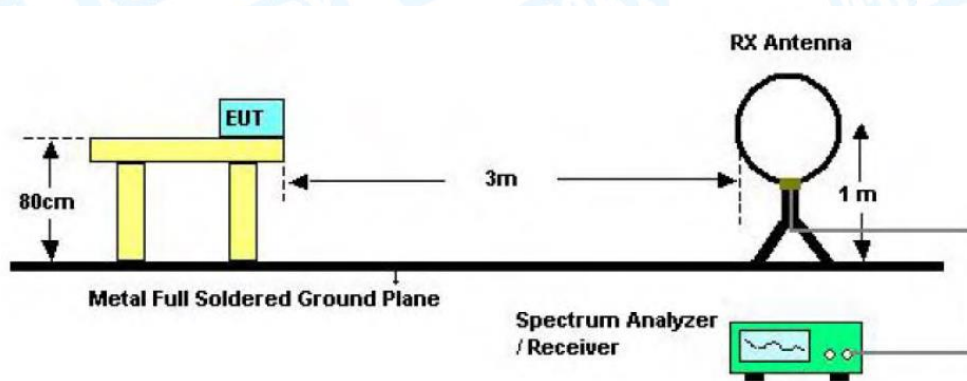 RX Antenna
EUT
3m
80cm
1 m
Metal Full Soldered Ground Plane
Spectrum Analyzer
/ Receiver